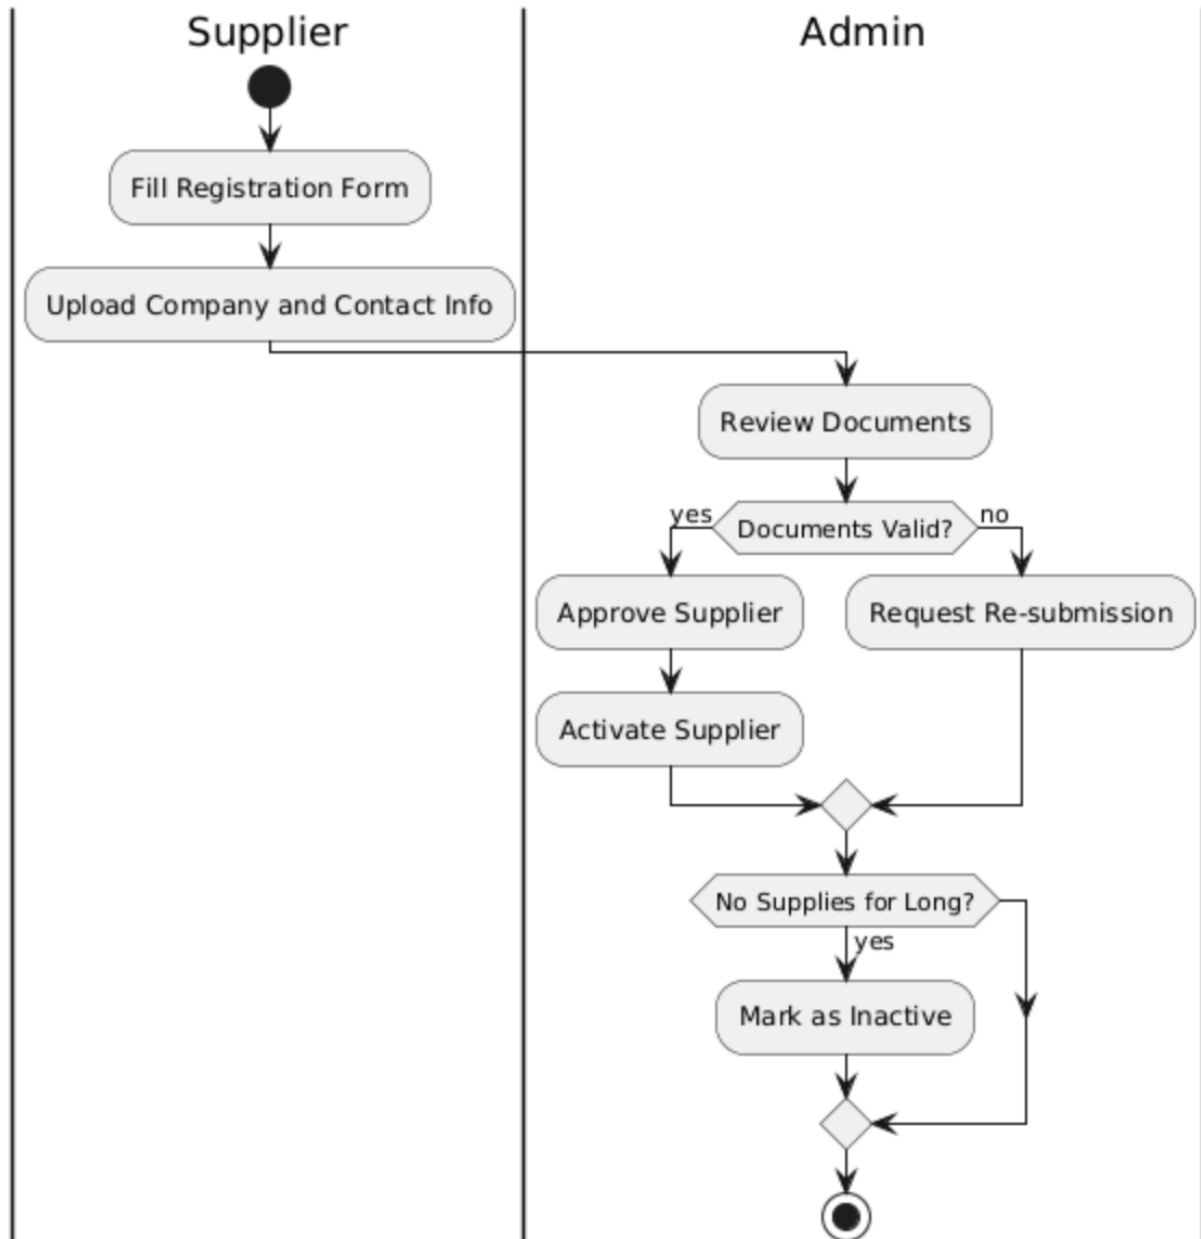 Supplier
Admin
Fill Registration Form
Upload Company and Contact Info
Review Documents
yes
Documents Valid?
no
Approve Supplier
Request Re-submission
Activate Supplier
No Supplies for Long?
yes
Mark as Inactive